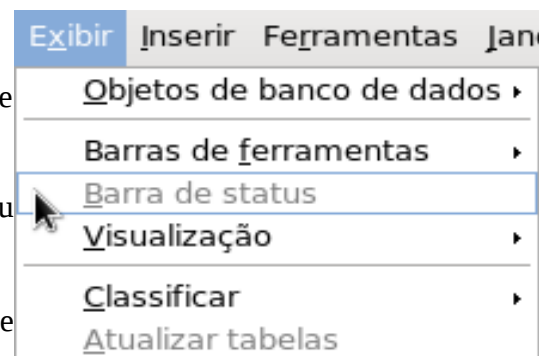 Exibir Inserir Ferramentas Jan
e Objetos de banco de dados
Barras de ferramentas
Barra de status
u
Visualização
Classificar
e
Atualizar tabelas